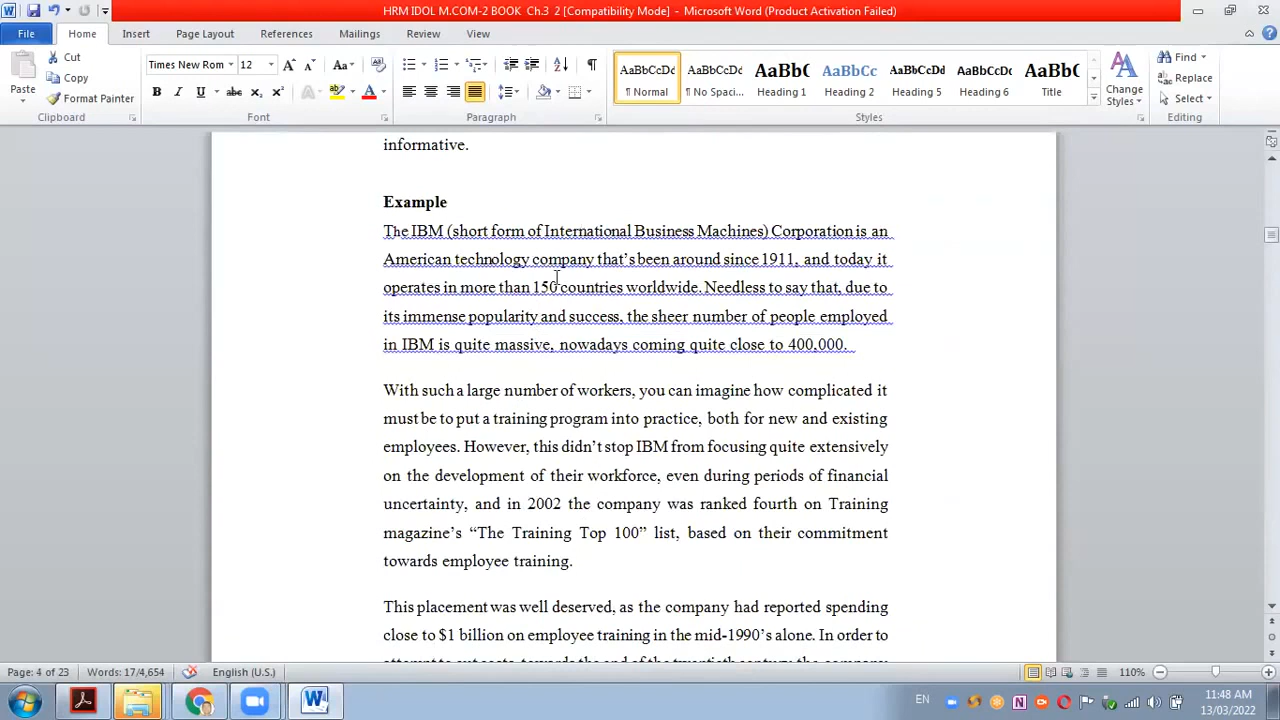 HRM IDOL M.COM-2 BOOK Ch.3 2 [Compatibility Mode] - Microsoft Word (Product Activation Failed)
File Home Insert Page Layout References Mailings Review View
Paste
Cut
Copy
Format Painter
Clipboard
Times New Rom 12
Font
Paragraph
AaBbCcDd ¶ Normal
AaBbCcDd ¶ No Spaci...
AaBbC Heading 1
AaBbCc Heading 2
AaBbCcDd Heading 5
AaBbCcDd Heading 6
AaBbC Title
Change Styles
Styles
Find
Replace
Select
Editing
informative.
Example
The IBM (short form of International Business Machines) Corporation is an
American technology company that's been around since 1911, and today it
operates in more than 150 countries worldwide. Needless to say that, due to
its immense popularity and success, the sheer number of people employed
in IBM is quite massive, nowadays coming quite close to 400,000.
With such a large number of workers, you can imagine how complicated it
must be to put a training program into practice, both for new and existing
employees. However, this didn't stop IBM from focusing quite extensively
on the development of their workforce, even during periods of financial
uncertainty, and in 2002 the company was ranked fourth on Training
magazine's “The Training Top 100” list, based on their commitment
towards employee training.
This placement was well deserved, as the company had reported spending
close to $1 billion on employee training in the mid-1990's alone. In order to
Page: 4 of 23 Words: 17/4,654 English (U.S.) 110%
EN 11:48 AM
13/03/2022